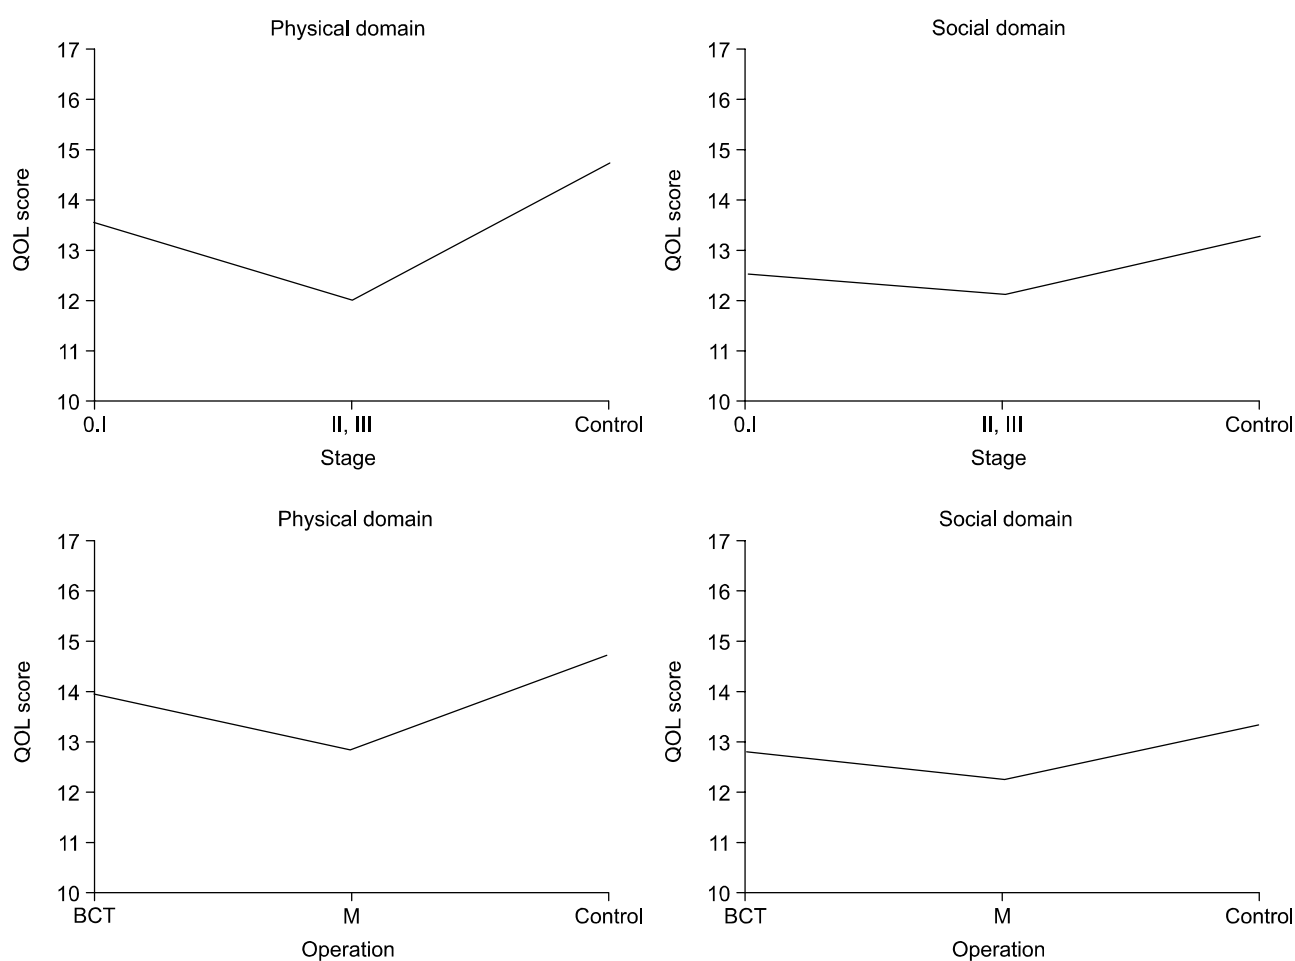 Physical domain
17
16
15
14
13
12
11
10
QOL score
0.I
II, III
Control
Stage
Social domain
17
16
15
14
13
12
11
10
QOL score
0.I
II, III
Control
Stage
Physical domain
17
16
15
14
13
12
11
10
QOL score
BCT
M
Control
Operation
Social domain
17
16
15
14
13
12
11
10
QOL score
BCT
M
Control
Operation